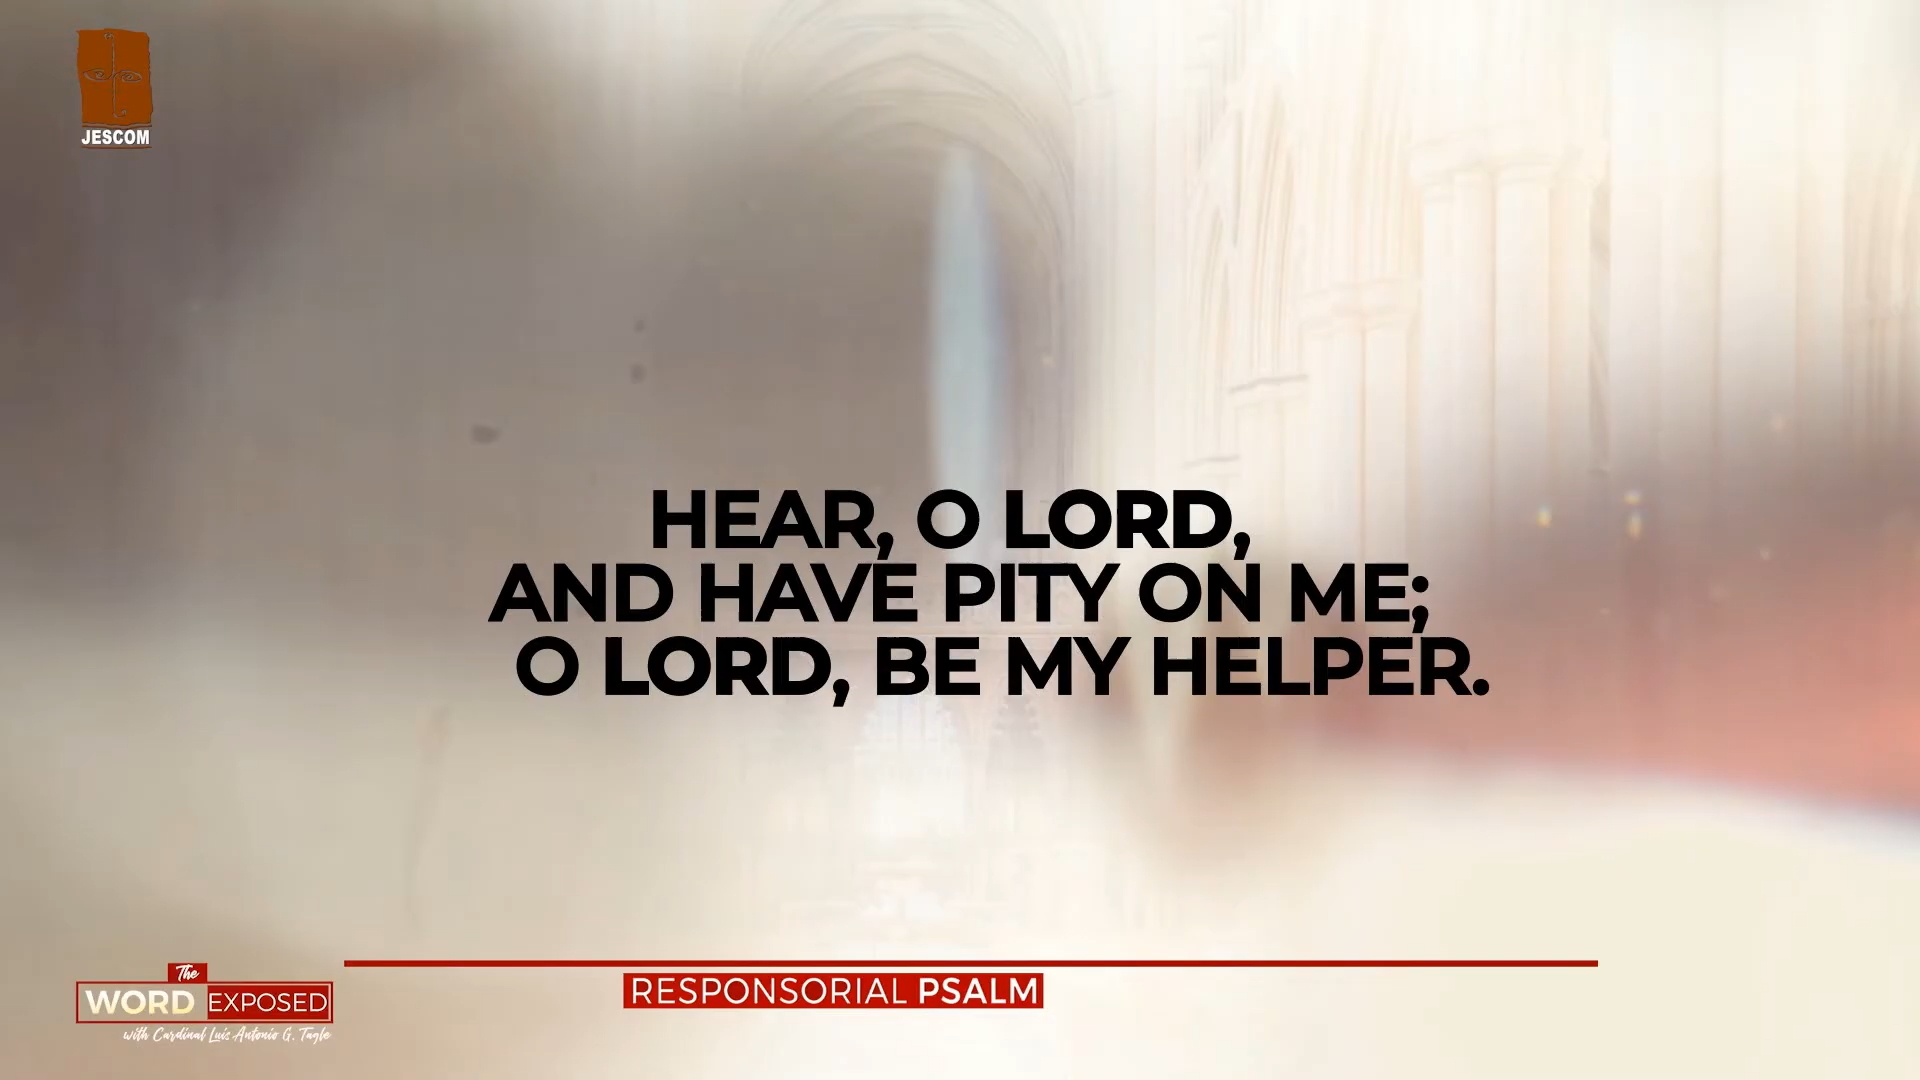 JESCOM
HEAR, O LORD,
AND HAVE PITY ON ME;
O LORD, BE MY HELPER.
RESPONSORIAL PSALM
The
WORD EXPOSED
with Cardinal Luis Antonio G. Tagle